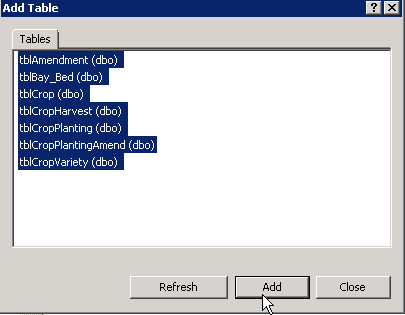 Add Table
Tables
tblAmendment (dbo)
tblBay_Bed (dbo)
tblCrop (dbo)
tblCropHarvest (dbo)
tblCropPlanting (dbo)
tblCropPlantingAmend (dbo)
tblCropVariety (dbo)
Refresh Add Close